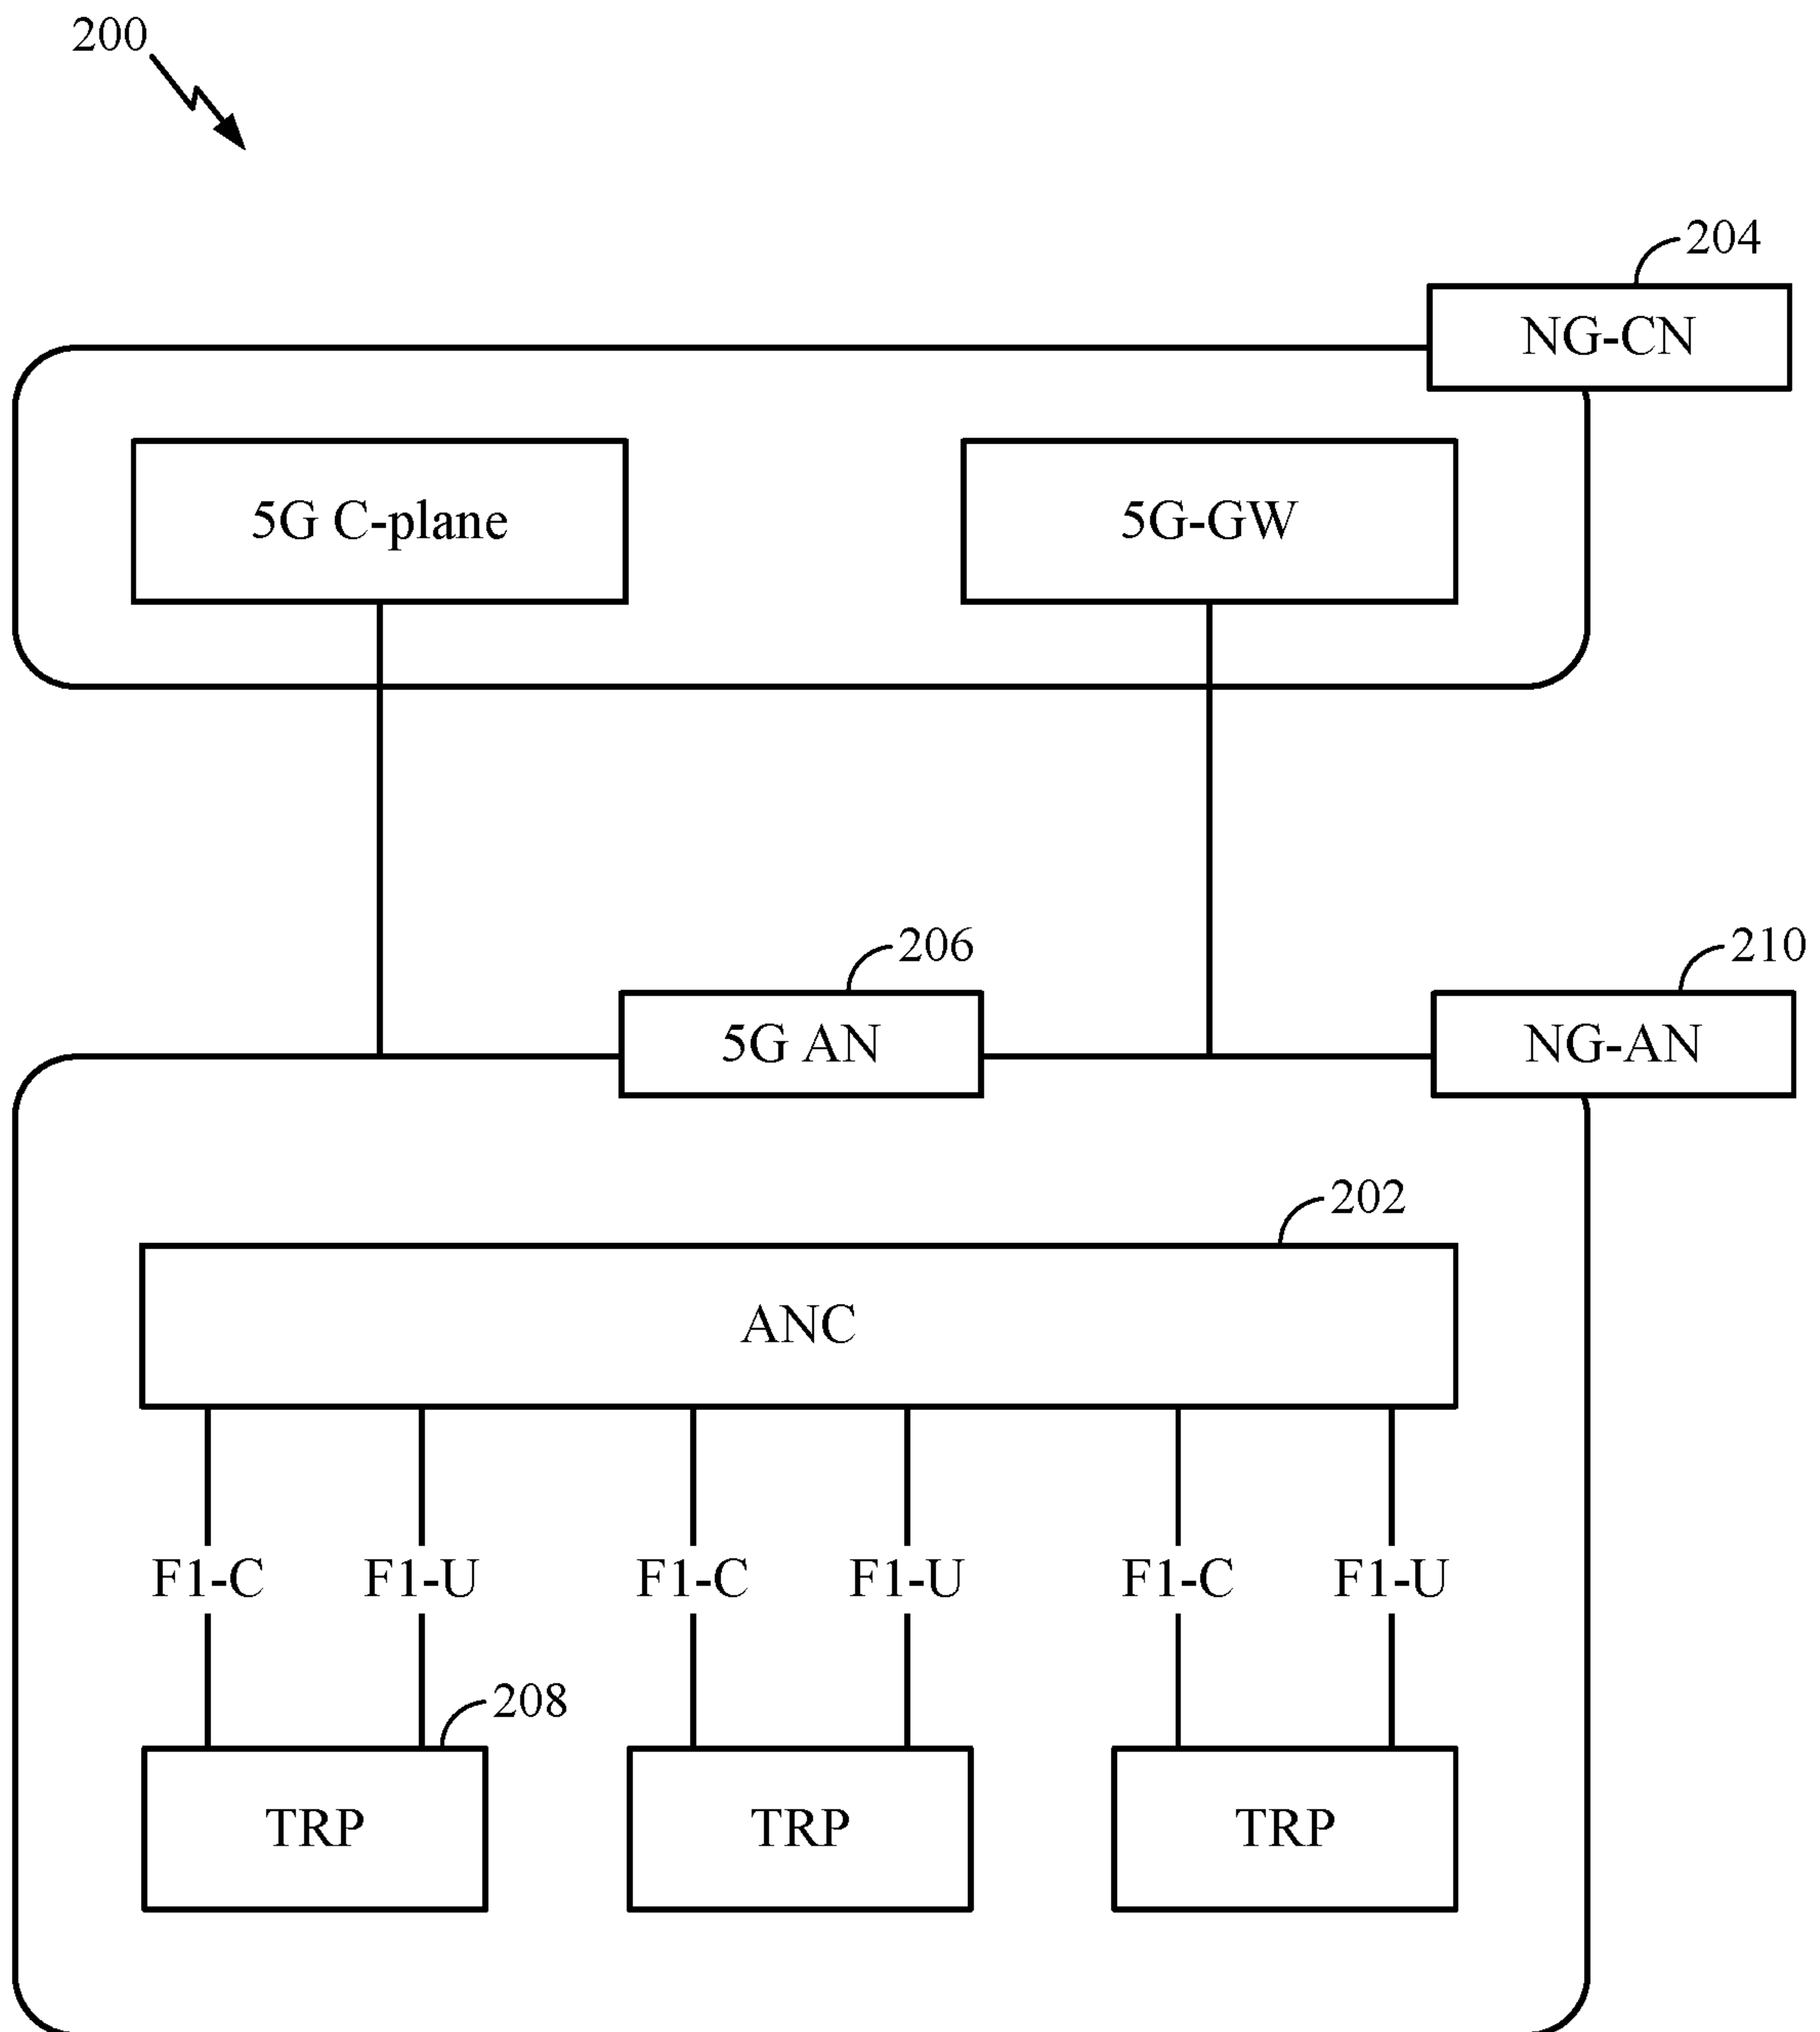 200
204
NG-CN
5G C-plane
5G-GW
206
210
5G AN
NG-AN
202
ANC
F1-C
F1-U
F1-C
F1-U
F1-C
F1-U
208
TRP
TRP
TRP